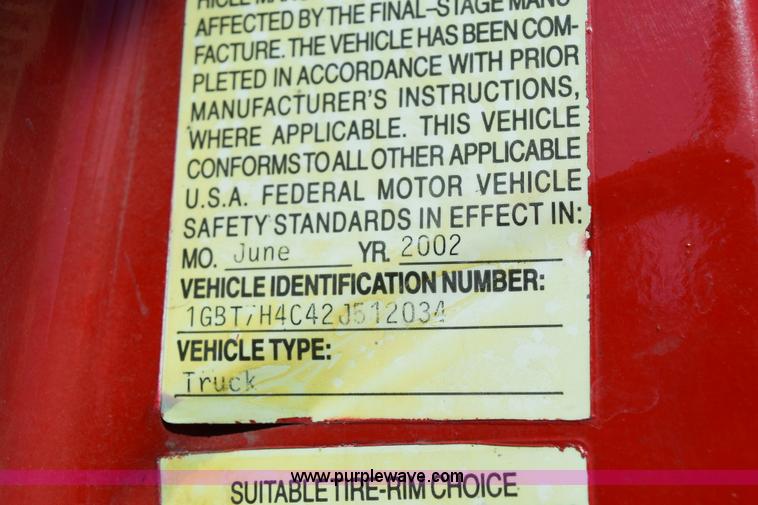 AFFECTED BY THE FINAL-STAGE MANU-
FACTURE. THE VEHICLE HAS BEEN COM-
PLETED IN ACCORDANCE WITH PRIOR
MANUFACTURER'S INSTRUCTIONS,
WHERE APPLICABLE. THIS VEHICLE
CONFORMS TO ALL OTHER APPLICABLE
U.S.A. FEDERAL MOTOR VEHICLE
SAFETY STANDARDS IN EFFECT IN:
MO. June YR. 2002
VEHICLE IDENTIFICATION NUMBER:
1GBT7H4C42J512034
VEHICLE TYPE:
Truck
www.purplewave.com
SUITABLE TIRE-RIM CHOICE